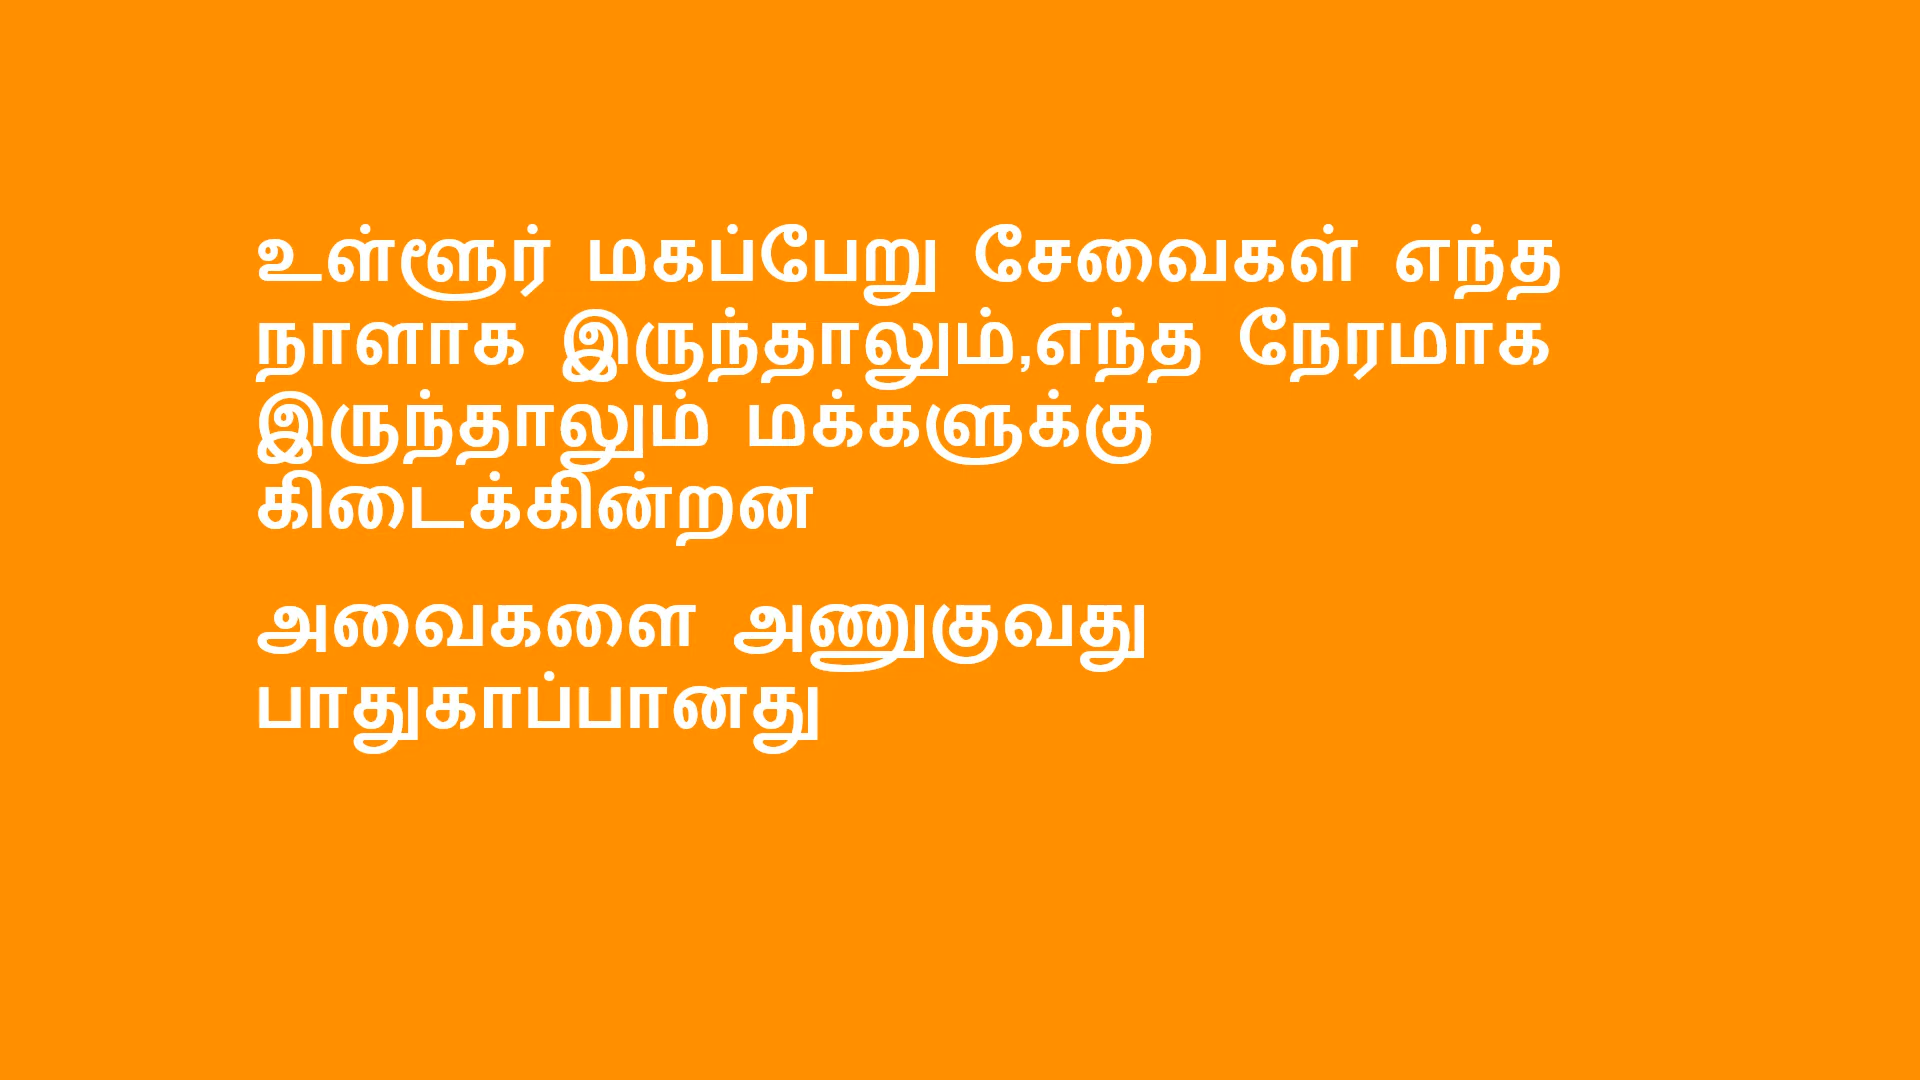 உள்ளூர் மகப்பேறு சேவைகள் எந்த
நாளாக இருந்தாலும்,எந்த நேரமாக
இருந்தாலும் மக்களுக்கு
கிடைக்கின்றன
அவைகளை அணுகுவது
பாதுகாப்பானது